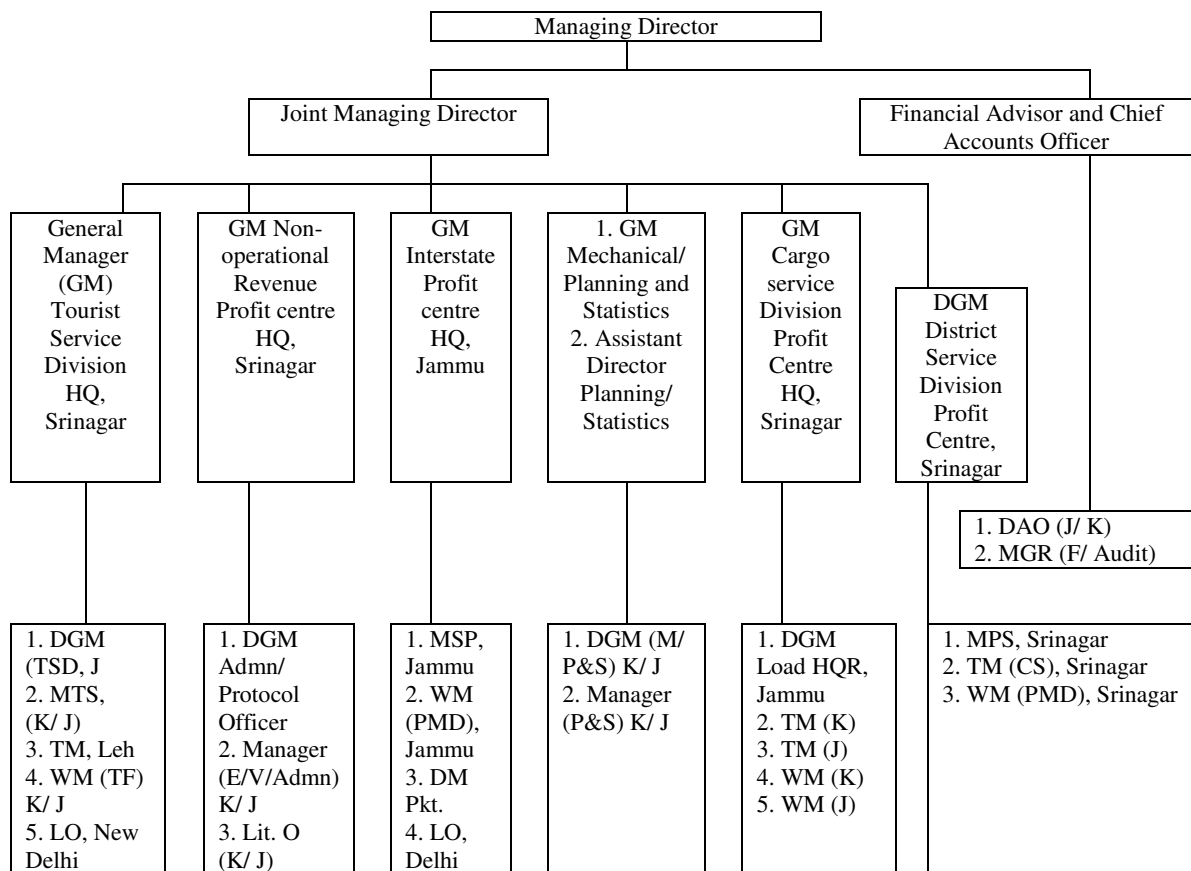 Managing Director
Joint Managing Director
Financial Advisor and Chief
Accounts Officer
General
Manager
(GM)
Tourist
Service
Division
HQ,
Srinagar
GM Non-
operational
Revenue
Profit centre
HQ,
Srinagar
GM
Interstate
Profit
centre
HQ,
Jammu
1. GM
Mechanical/
Planning and
Statistics
2. Assistant
Director
Planning/
Statistics
GM
Cargo
service
Division
Profit
Centre
HQ,
Srinagar
DGM
District
Service
Division
Profit
Centre,
Srinagar
1. DAO (J/ K)
2. MGR (F/ Audit)
1. DGM
(TSD, J
2. MTS,
(K/ J)
3. TM, Leh
4. WM (TF)
K/ J
5. LO, New
Delhi
1. DGM
Admn/
Protocol
Officer
2. Manager
(E/V/Admn)
K/ J
3. Lit. O
(K/ J)
1. MSP,
Jammu
2. WM
(PMD),
Jammu
3. DM
Pkt.
4. LO,
Delhi
1. DGM (M/
P&S) K/ J
2. Manager
(P&S) K/ J
1. DGM
Load HQR,
Jammu
2. TM (K)
3. TM (J)
4. WM (K)
5. WM (J)
1. MPS, Srinagar
2. TM (CS), Srinagar
3. WM (PMD), Srinagar